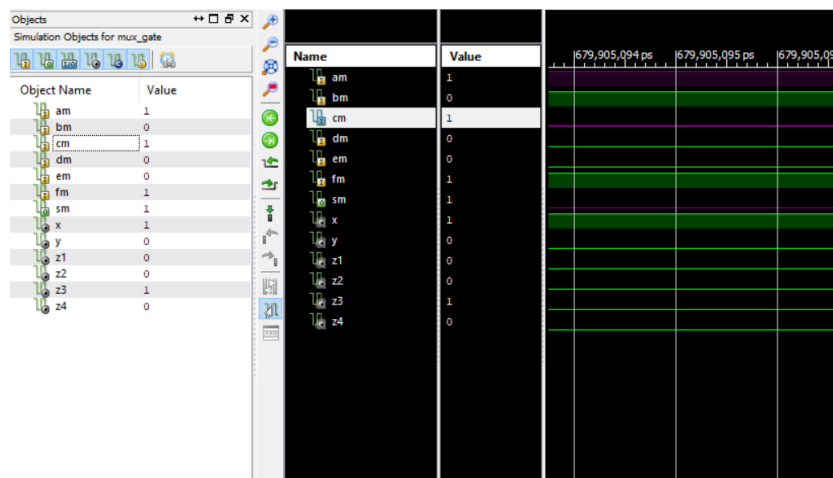 Objects
Simulation Objects for mux_gate
Object Name Value
am 1
bm 0
cm 1
dm 0
em 0
fm 1
sm 1
x 1
y 0
z1 0
z2 0
z3 1
z4 0
Name Value
am 1
bm 0
cm 1
dm 0
em 0
fm 1
sm 1
x 1
y 0
z1 0
z2 0
z3 1
z4 0
679,905,094 ps 679,905,095 ps